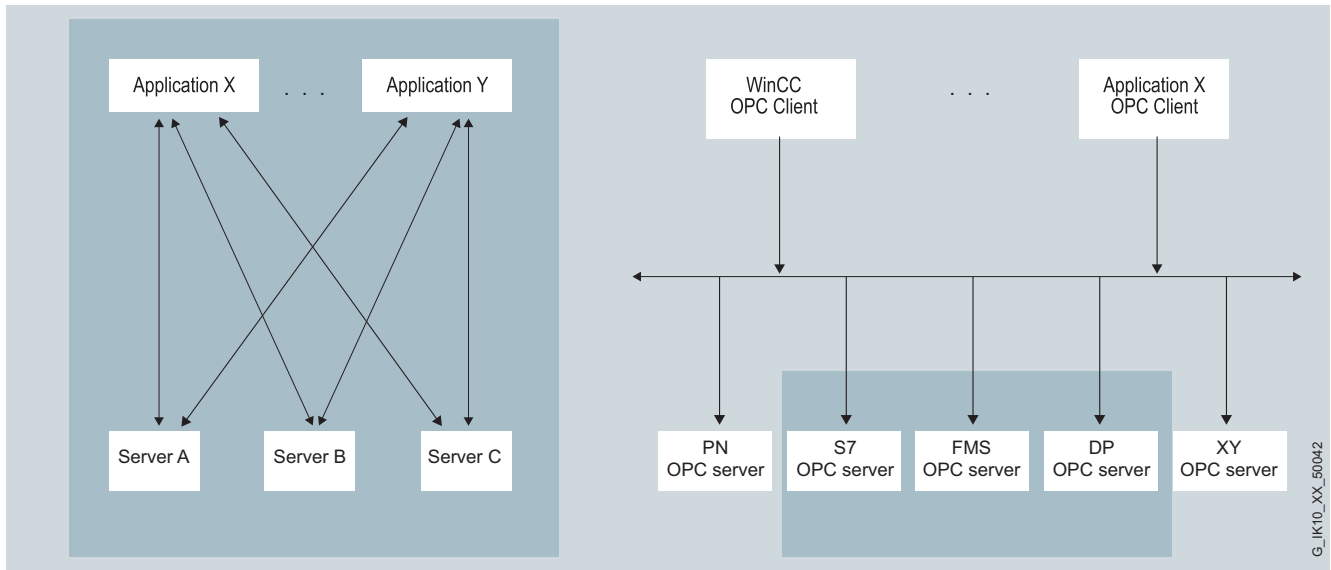 Application X
. . .
Application Y
Server A
Server B
Server C
WinCC
OPC Client
. . .
Application X
OPC Client
PN
OPC server
S7
OPC server
FMS
OPC server
DP
OPC server
XY
OPC server
G_IK10_XX_50042